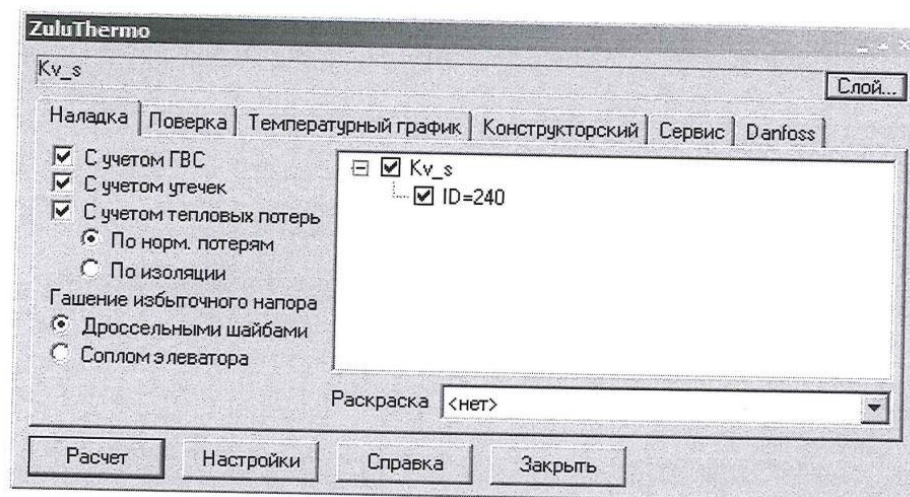 ZuluThermo
Kv_s
Слой...
Наладка Поверка Температурный график Конструкторский Сервис Danfoss
С учетом ГВС
С учетом утечек
С учетом тепловых потерь
По норм. потерям
По изоляции
Гашение избыточного напора
Дроссельными шайбами
Соплом элеватора
Kv_s
ID=240
Раскраска <нет>
Расчет Настройки Справка Закрыть